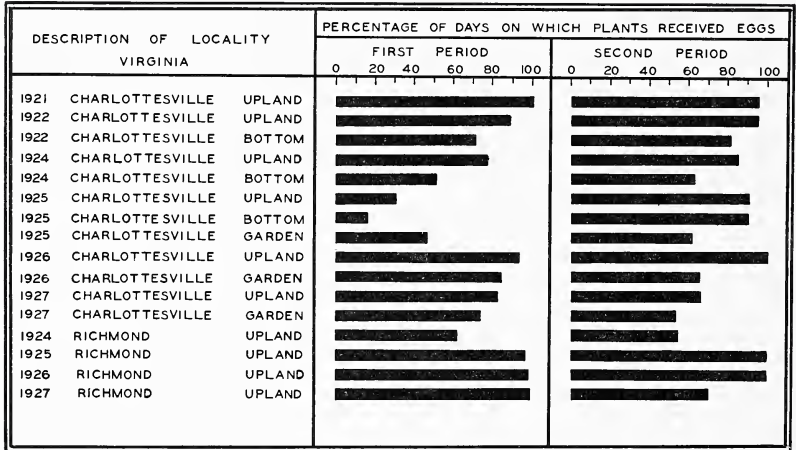 DESCRIPTION OF LOCALITY
VIRGINIA
PERCENTAGE OF DAYS ON WHICH PLANTS RECEIVED EGGS
FIRST PERIOD
0 20 40 60 80 100
SECOND PERIOD
0 20 40 60 80 100
1921 CHARLOTTESVILLE UPLAND
1922 CHARLOTTESVILLE UPLAND
1922 CHARLOTTESVILLE BOTTOM
1924 CHARLOTTESVILLE UPLAND
1924 CHARLOTTESVILLE BOTTOM
1925 CHARLOTTESVILLE UPLAND
1925 CHARLOTTESVILLE BOTTOM
1925 CHARLOTTESVILLE GARDEN
1926 CHARLOTTESVILLE UPLAND
1926 CHARLOTTESVILLE GARDEN
1927 CHARLOTTESVILLE UPLAND
1927 CHARLOTTESVILLE GARDEN
1924 RICHMOND UPLAND
1925 RICHMOND UPLAND
1926 RICHMOND UPLAND
1927 RICHMOND UPLAND